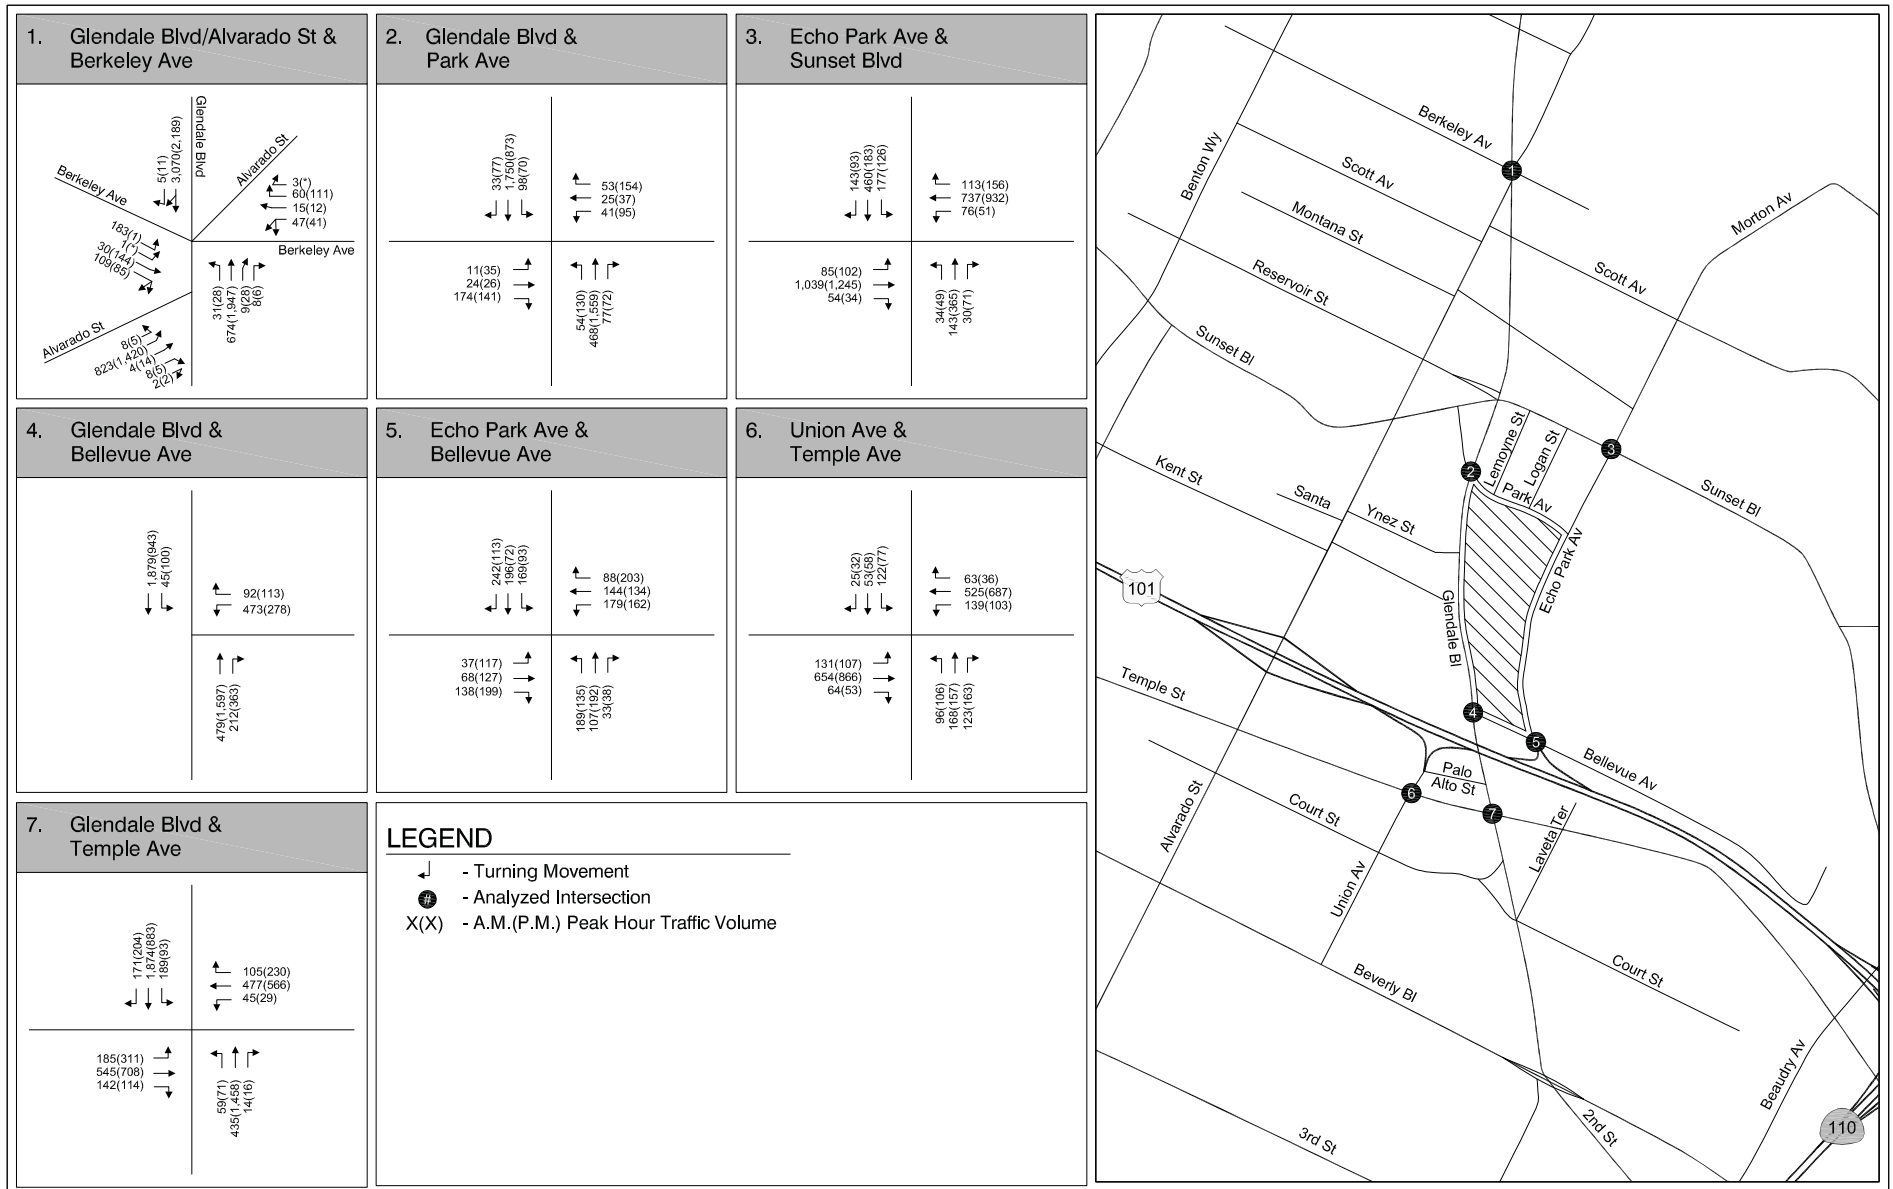 1. Glendale Blvd/Alvarado St &
Berkeley Ave
Glendale Blvd
5(11)
3,070(2,189)
Alvarado St
Berkeley Ave
3(*)
60(111)
15(12)
47(41)
Berkeley Ave
183(1)
1(*)
30(144)
109(85)
31(28)
674(1,947)
9(28)
8(6)
Alvarado St
8(5)
823(1,420)
4(14)
8(5)
2(2)
2. Glendale Blvd &
Park Ave
33(77)
1,750(873)
98(70)
53(154)
25(37)
41(95)
11(35)
24(26)
174(141)
54(130)
468(1,559)
77(72)
3. Echo Park Ave &
Sunset Blvd
143(93)
460(183)
177(126)
113(156)
737(932)
76(51)
85(102)
1,039(1,245)
54(34)
34(49)
143(365)
30(71)
4. Glendale Blvd &
Bellevue Ave
1,879(943)
45(100)
92(113)
473(278)
479(1,597)
212(363)
5. Echo Park Ave &
Bellevue Ave
242(113)
196(72)
169(93)
88(203)
144(134)
179(162)
37(117)
68(127)
138(199)
189(135)
107(192)
33(38)
6. Union Ave &
Temple Ave
25(32)
53(58)
122(77)
63(36)
525(687)
139(103)
131(107)
654(866)
64(53)
96(106)
168(157)
123(163)
7. Glendale Blvd &
Temple Ave
171(204)
1,874(883)
189(93)
105(230)
477(566)
45(29)
185(311)
545(708)
142(114)
59(71)
435(1,458)
14(16)
LEGEND
- Turning Movement
# - Analyzed Intersection
X(X) - A.M.(P.M.) Peak Hour Traffic Volume
Berkeley Av
Benton Wy
1
Scott Av
Montana St
Morton Av
Reservoir St
Scott Av
Sunset Bl
Lemoyne St
Logan St
3
2
Kent St
Santa
Ynez St
Park Av
Sunset Bl
Echo Park Av
101
Glendale Bl
Temple St
4
5
Bellevue Av
Palo
Alto St
6
7
Court St
Alvarado St
Laveta Ter
Union Av
Beverly Bl
Court St
Beaudry Av
2nd St
3rd St
110